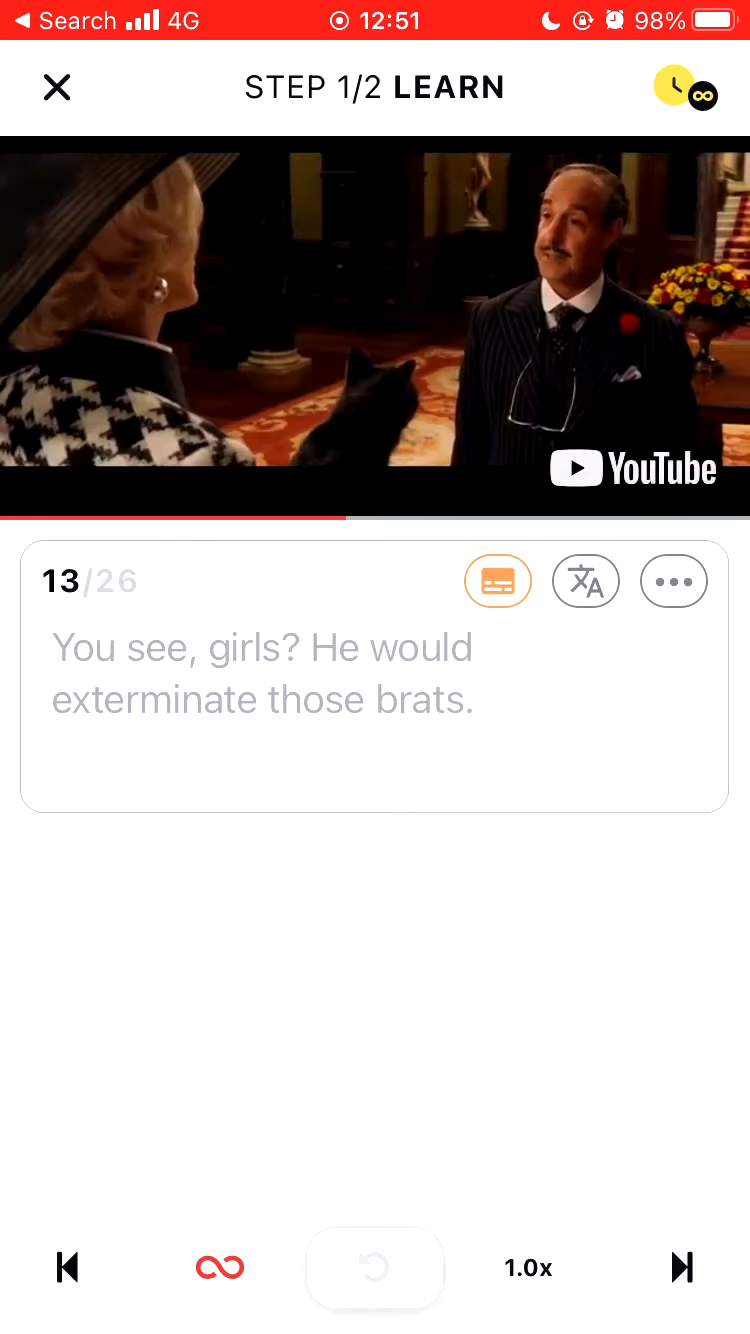 Search 4G 12:51 98%
STEP 1/2 LEARN
YouTube
13/26
You see, girls? He would
exterminate those brats.
1.0x